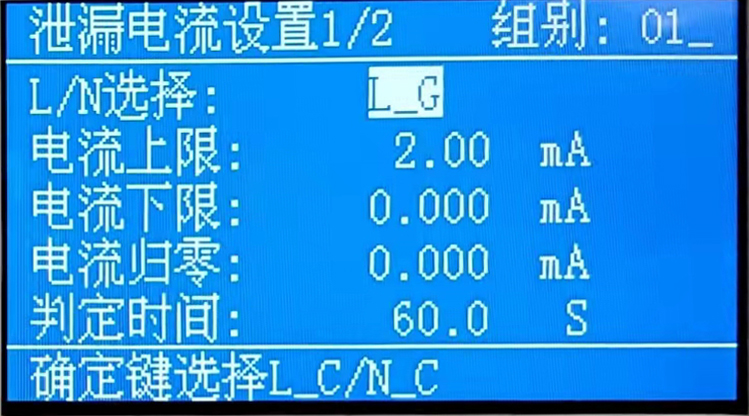 泄漏电流设置1/2 组别: 01_
L/N选择: L_G
电流上限: 2.00 mA
电流下限: 0.000 mA
电流归零: 0.000 mA
判定时间: 60.0 S
确定键选择L_C/N_C